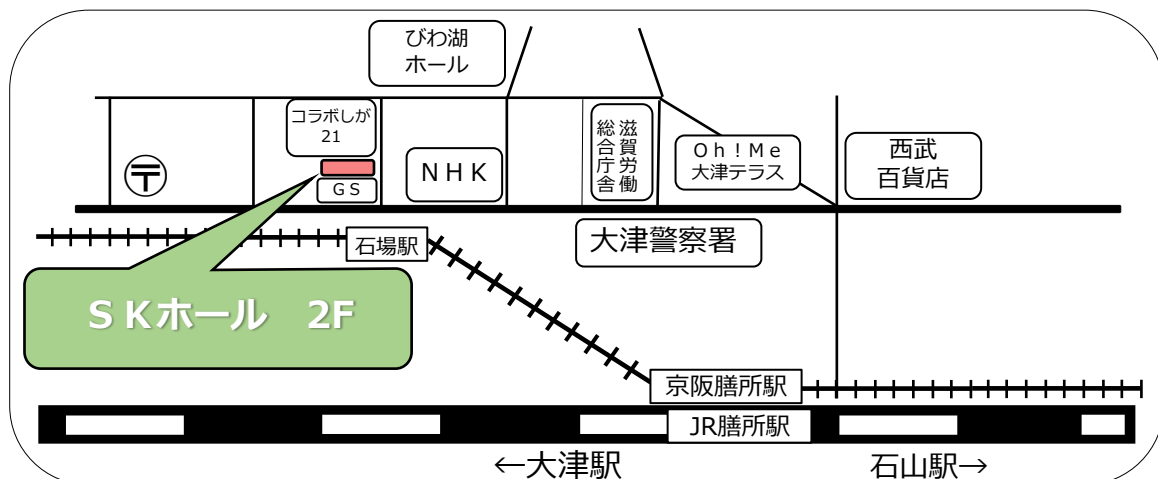 びわ湖
ホール
コラボしが
21
〒
GS
NHK
滋賀労働
総合庁舎
Oh!Me
大津テラス
西武
百貨店
石場駅
大津警察署
SKホール 2F
京阪膳所駅
JR膳所駅
←大津駅
石山駅→